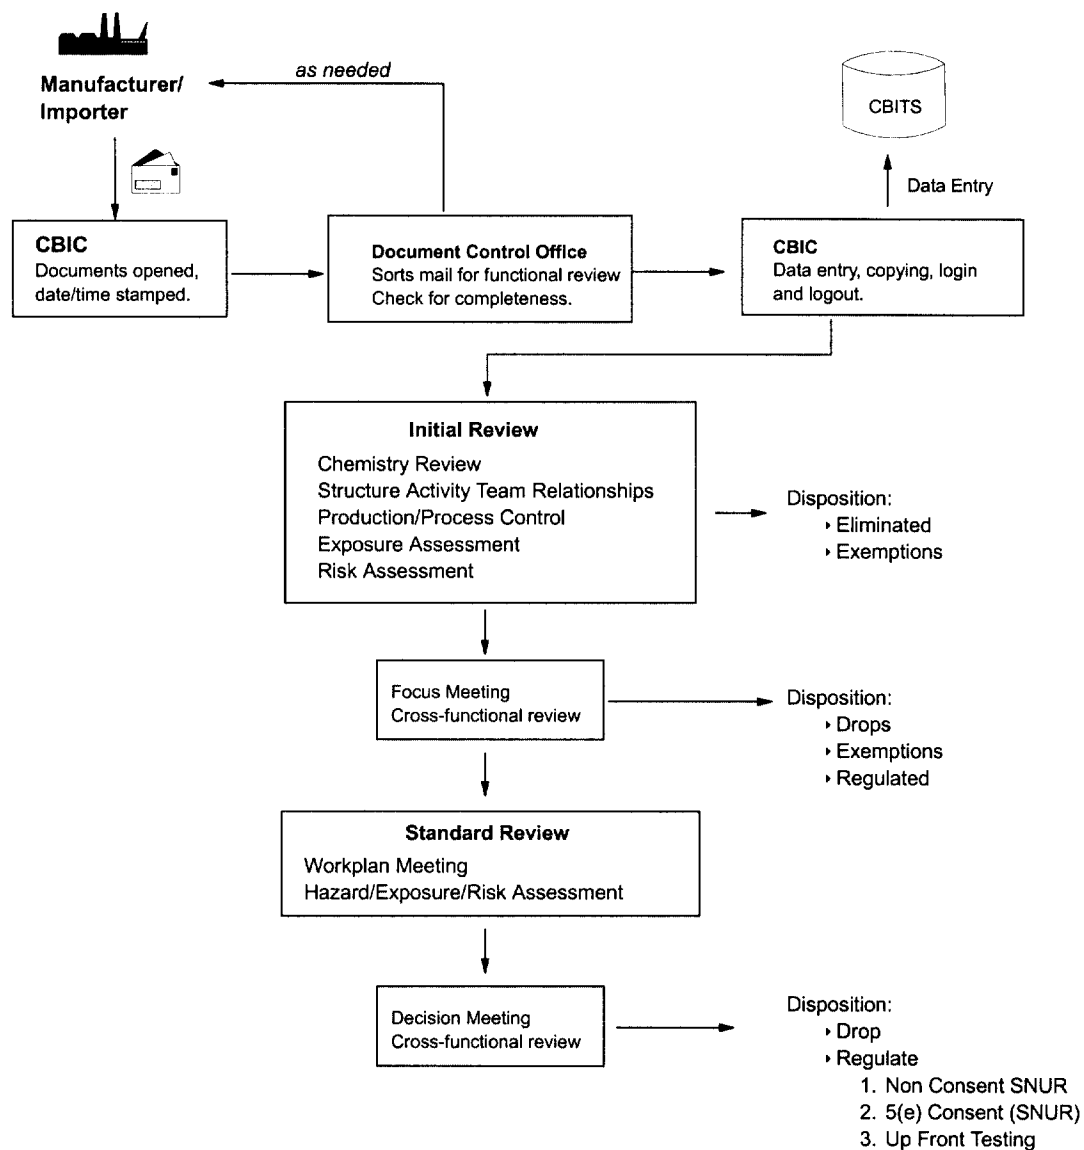 as needed
Manufacturer/
Importer
CBITS
Data Entry
CBIC
Documents opened,
date/time stamped.
Document Control Office
Sorts mail for functional review
Check for completeness.
CBIC
Data entry, copying, login
and logout.
Initial Review
Chemistry Review
Structure Activity Team Relationships
Production/Process Control
Exposure Assessment
Risk Assessment
Disposition:
‣ Eliminated
‣ Exemptions
Focus Meeting
Cross-functional review
Disposition:
‣ Drops
‣ Exemptions
‣ Regulated
Standard Review
Workplan Meeting
Hazard/Exposure/Risk Assessment
Decision Meeting
Cross-functional review
Disposition:
‣ Drop
‣ Regulate
1. Non Consent SNUR
2. 5(e) Consent (SNUR)
3. Up Front Testing